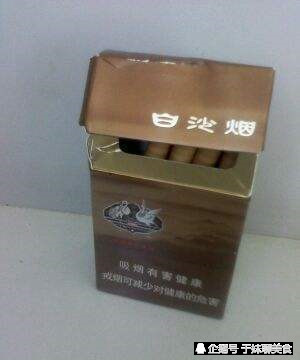 白沙烟
吸烟有害健康
戒烟可减少对健康的危害
企鹅号 于妹聊美食